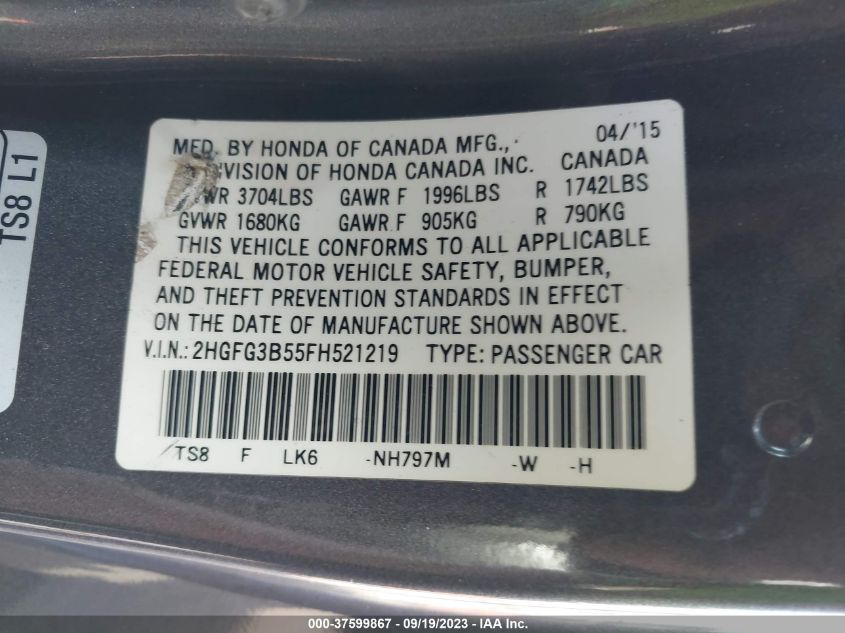 TS8 L1
MFD. BY HONDA OF CANADA MFG., 04/'15
OF HONDA CANADA INC. CANADA
3704LBS GAWR F 1996LBS R 1742LBS
GVWR 1680KG GAWR F 905KG R 790KG
THIS VEHICLE CONFORMS TO ALL APPLICABLE
FEDERAL MOTOR VEHICLE SAFETY, BUMPER,
AND THEFT PREVENTION STANDARDS IN EFFECT
ON THE DATE OF MANUFACTURE SHOWN ABOVE.
V.I.N.: 2HGFG3B55FH521219 TYPE: PASSENGER CAR
TS8 F LK6 -NH797M -W -H
000-37599867 - 09/19/2023 - IAA Inc.